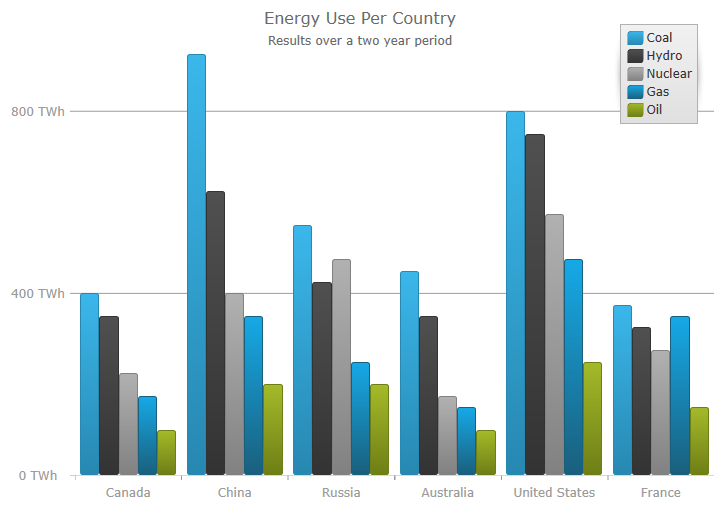 Energy Use Per Country
Results over a two year period
Coal
Hydro
Nuclear
Gas
Oil
800 TWh
400 TWh
0 TWh
Canada
China
Russia
Australia
United States
France